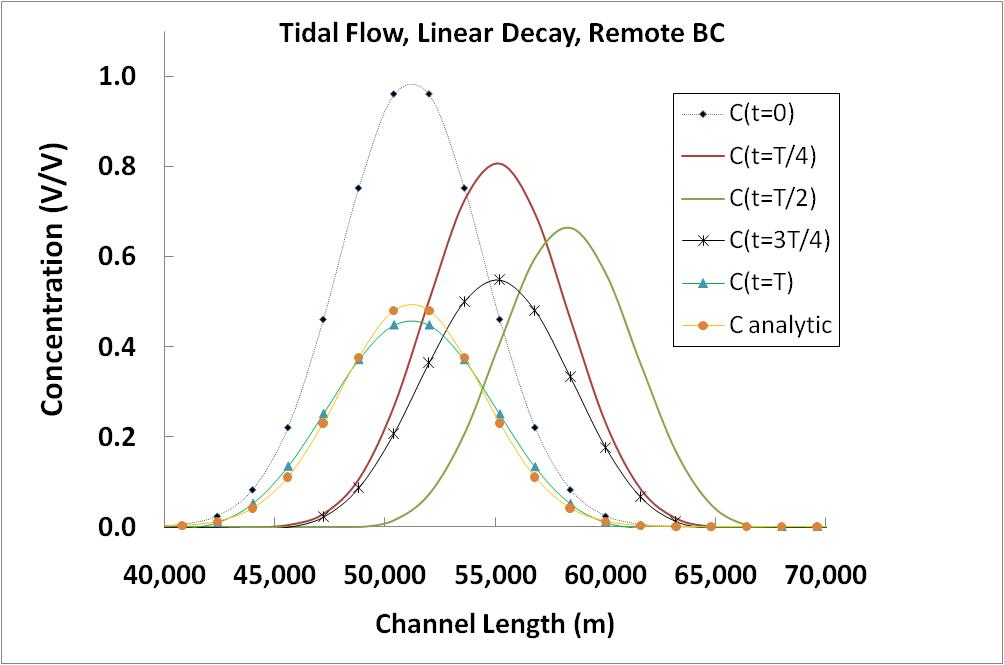 Tidal Flow, Linear Decay, Remote BC
Concentration (V/V)
1.0
0.8
0.6
0.4
0.2
0.0
40,000 45,000 50,000 55,000 60,000 65,000 70,000
Channel Length (m)
C(t=0)
C(t=T/4)
C(t=T/2)
C(t=3T/4)
C(t=T)
C analytic